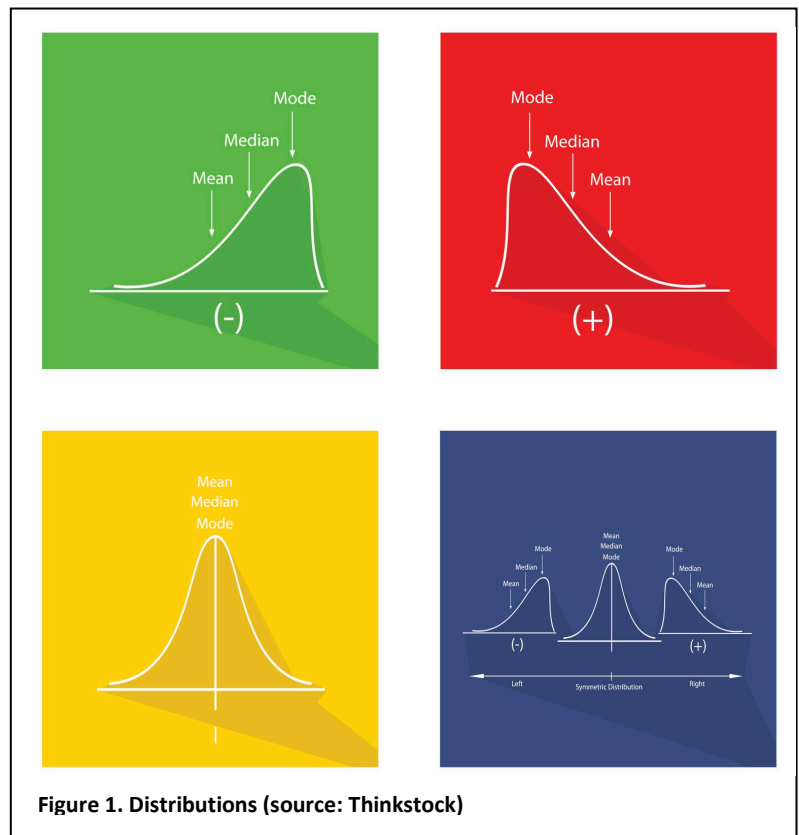 Mode
Median
Mean
(-)
Mode
Median
Mean
(+)
Mean
Median
Mode
Mode
Median
Mean
(-)
Mean
Median
Mode
Mode
Median
Mean
(+)
Left
Symmetric Distribution
Right
Figure 1. Distributions (source: Thinkstock)